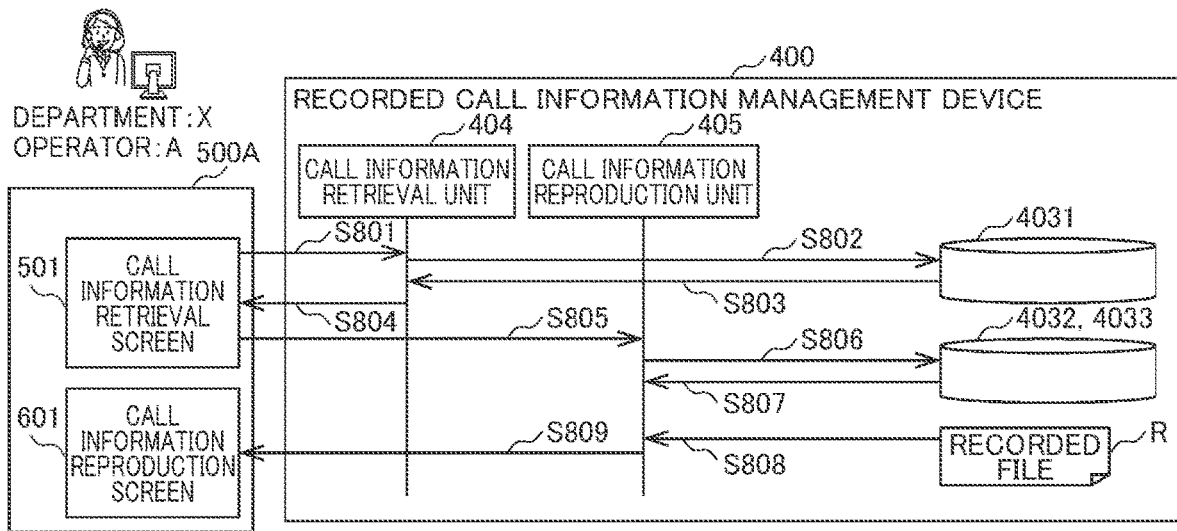 400
RECORDED CALL INFORMATION MANAGEMENT DEVICE
DEPARTMENT:X
OPERATOR:A
500A
404
405
CALL INFORMATION
RETRIEVAL UNIT
CALL INFORMATION
REPRODUCTION UNIT
S801
S802
4031
501
CALL
INFORMATION
RETRIEVAL
SCREEN
S803
S804
S805
4032, 4033
S806
S807
601
CALL
INFORMATION
REPRODUCTION
SCREEN
S809
S808
RECORDED
FILE
R